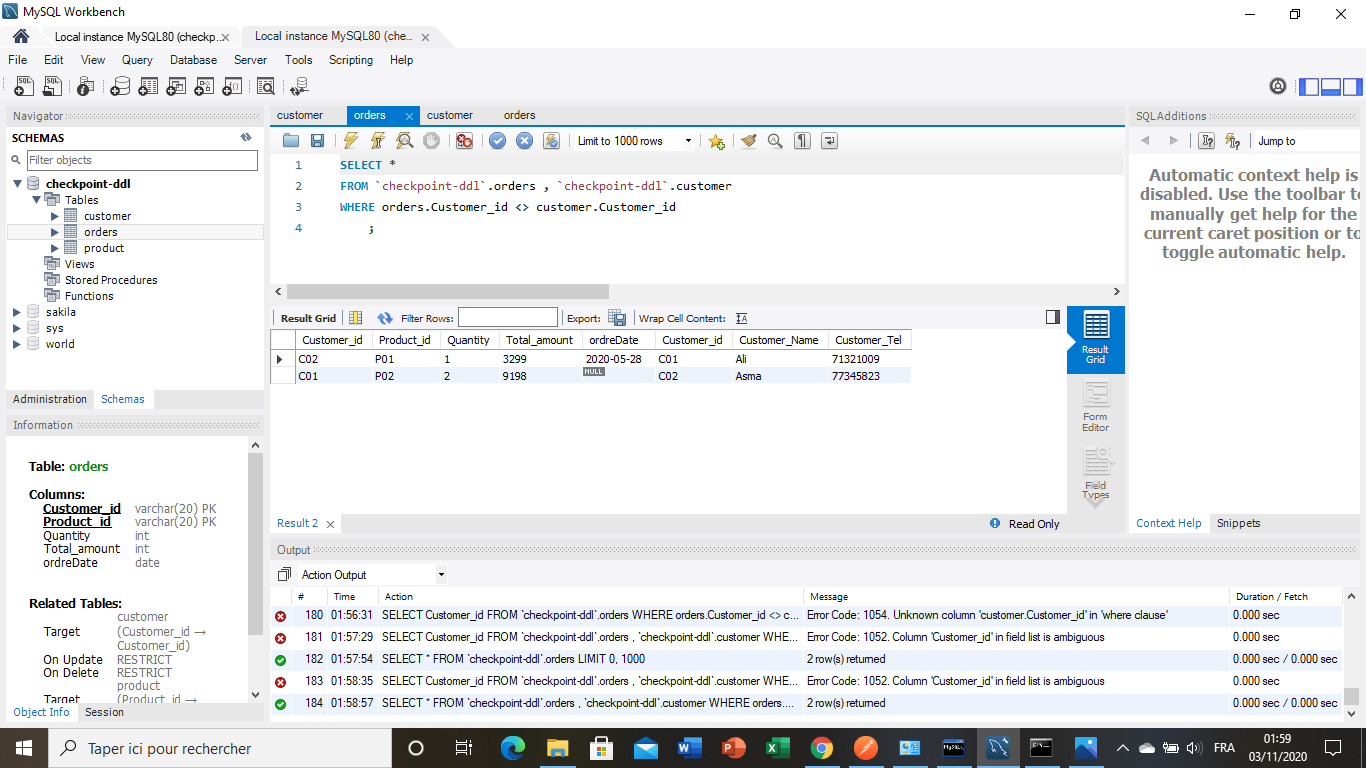 MySQL Workbench
Local instance MySQL80 (checkp...
Local instance MySQL80 (che...
File Edit View Query Database Server Tools Scripting Help
Navigator
SCHEMAS
Filter objects
checkpoint-ddl
Tables
customer
orders
product
Views
Stored Procedures
Functions
sakila
sys
world
Administration Schemas
Information
Table: orders
Columns:
Customer_id varchar(20) PK
Product_id varchar(20) PK
Quantity int
Total_amount int
ordreDate date
Related Tables:
customer
Target (Customer_id →
Customer_id)
On Update RESTRICT
On Delete RESTRICT
product
Target (Product_id →
Object Info Session
customer orders customer orders
Limit to 1000 rows
1 SELECT *
2 FROM `checkpoint-ddl`.orders , `checkpoint-ddl`.customer
3 WHERE orders.Customer_id <> customer.Customer_id
4 ;
Result Grid Filter Rows: Export: Wrap Cell Content:
Customer_id Product_id Quantity Total_amount ordreDate Customer_id Customer_Name Customer_Tel
C02 P01 1 3299 2020-05-28 C01 Ali 71321009
C01 P02 2 9198 NULL C02 Asma 77345823
Result
Grid
Form
Editor
Field
Types
Result 2
Read Only
SQLAdditions
Jump to
Automatic context help is
disabled. Use the toolbar to
manually get help for the
current caret position or to
toggle automatic help.
Context Help Snippets
Output
Action Output
# Time Action Message Duration / Fetch
180 01:56:31 SELECT Customer_id FROM `checkpoint-ddl`.orders WHERE orders.Customer_id <> c... Error Code: 1054. Unknown column 'customer.Customer_id' in 'where clause' 0.000 sec
181 01:57:29 SELECT Customer_id FROM `checkpoint-ddl`.orders , `checkpoint-ddl`.customer WHE... Error Code: 1052. Column 'Customer_id' in field list is ambiguous 0.000 sec
182 01:57:54 SELECT * FROM `checkpoint-ddl`.orders LIMIT 0, 1000 2 row(s) returned 0.000 sec / 0.000 sec
183 01:58:35 SELECT Customer_id FROM `checkpoint-ddl`.orders , `checkpoint-ddl`.customer WHE... Error Code: 1052. Column 'Customer_id' in field list is ambiguous 0.000 sec
184 01:58:57 SELECT * FROM `checkpoint-ddl`.orders , `checkpoint-ddl`.customer WHERE orders.... 2 row(s) returned 0.000 sec / 0.000 sec
Taper ici pour rechercher
FRA
01:59
03/11/2020